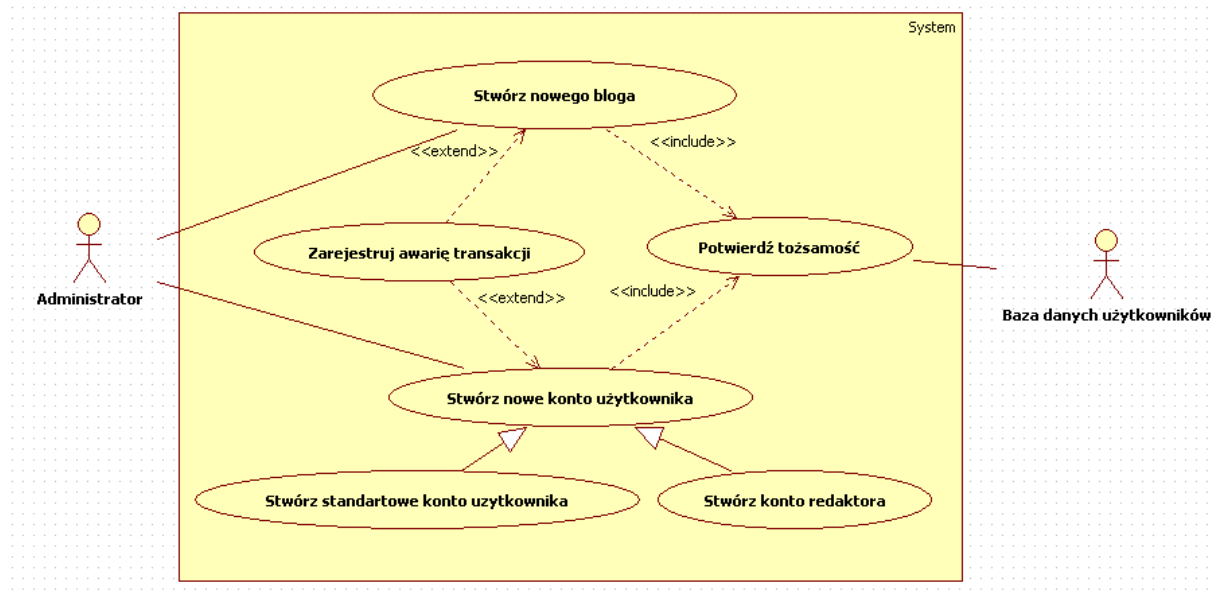 System
Stwórz nowego bloga
<<extend>>
<<include>>
Zarejestruj awarię transakcji
Potwierdź tożsamość
Administrator
Baza danych użytkowników
<<extend>>
<<include>>
Stwórz nowe konto użytkownika
Stwórz standartowe konto uzytkownika
Stwórz konto redaktora